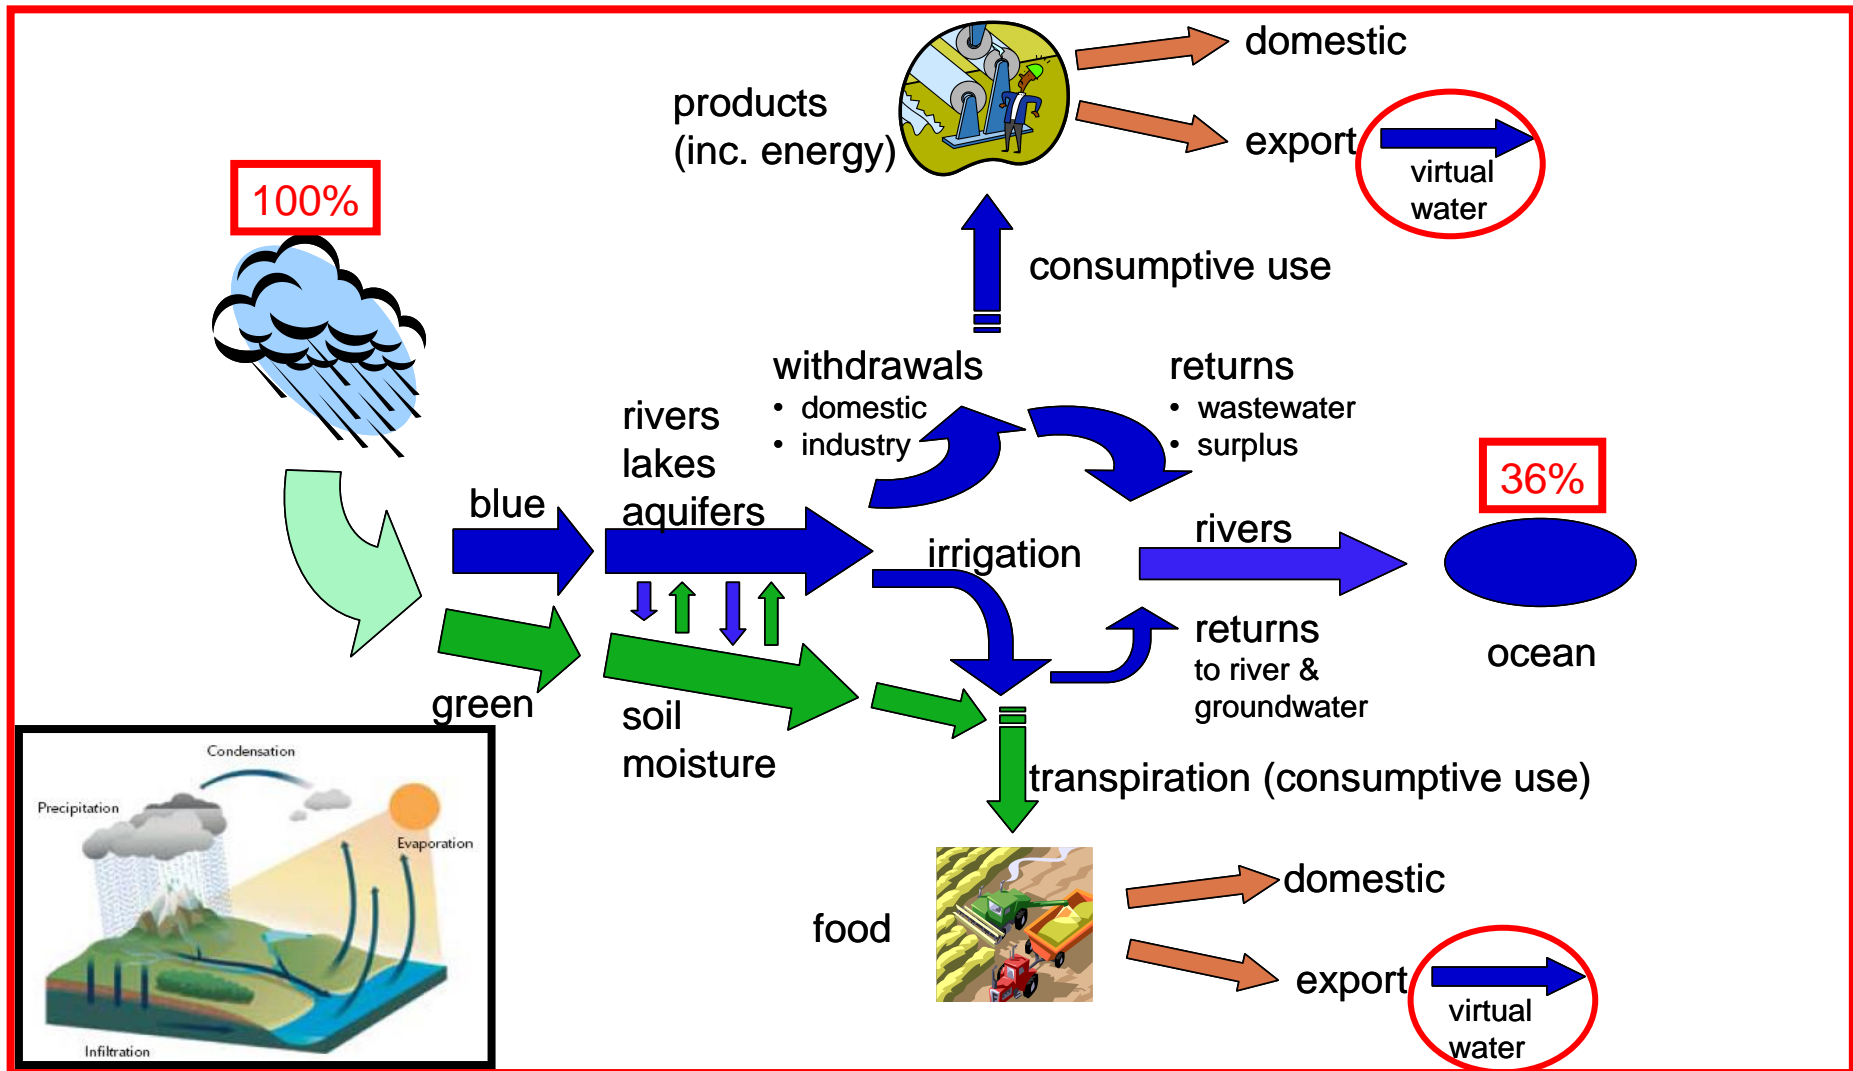 domestic
products
(inc. energy)
export
virtual
water
100%
consumptive use
withdrawals
• domestic
• industry
returns
• wastewater
• surplus
rivers
lakes
aquifers
blue
irrigation
rivers
36%
ocean
green
soil
moisture
returns
to river &
groundwater
transpiration (consumptive use)
food
domestic
export
virtual
water
Condensation
Precipitation
Evaporation
Infiltration